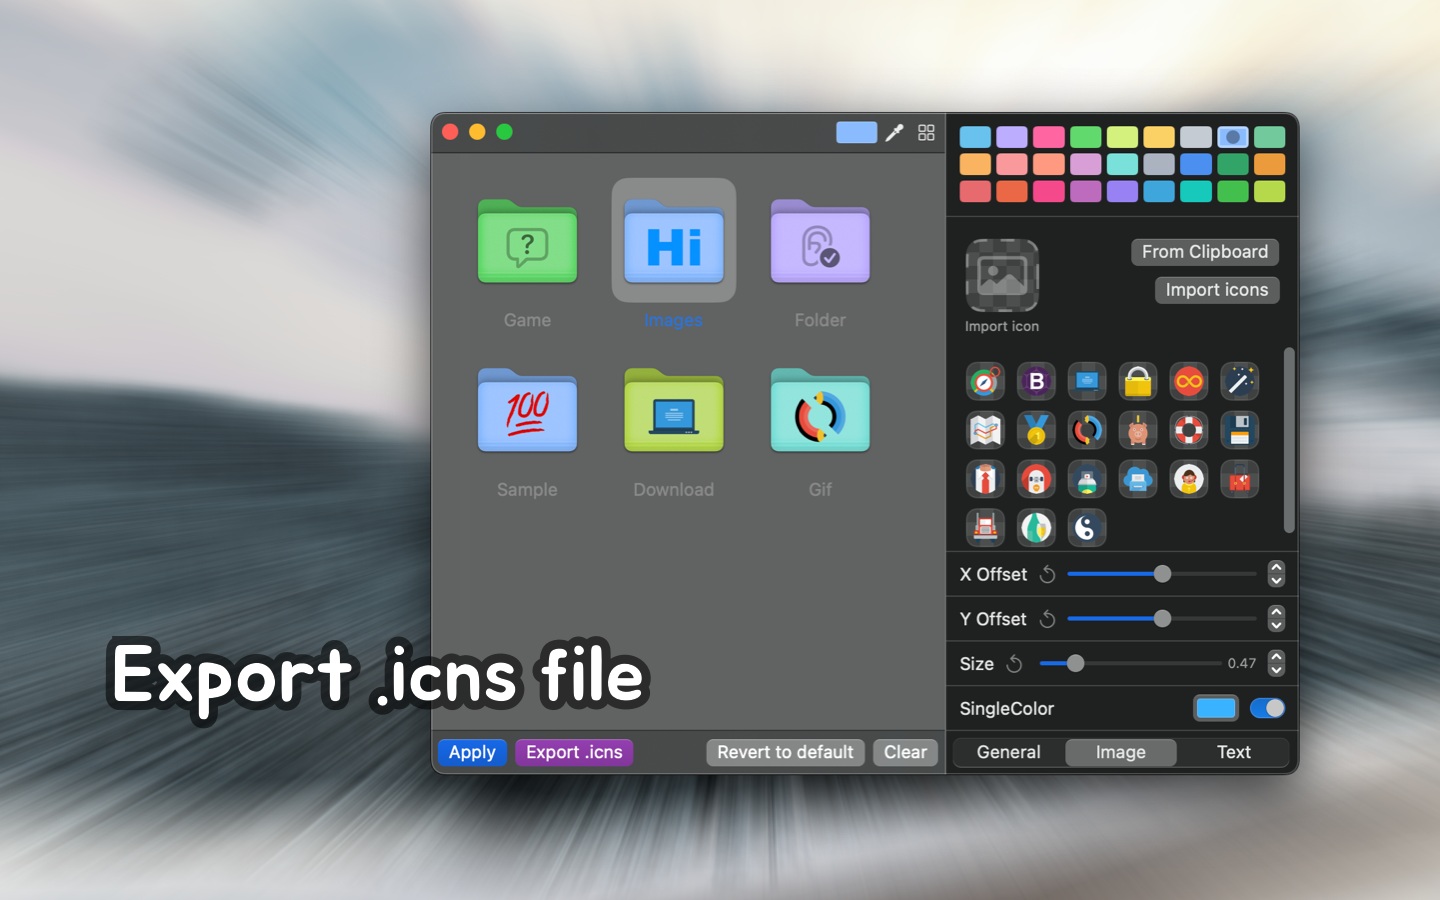 ?
Hi
Game
Images
Folder
100
Sample
Download
Gif
Export .icns file
Apply
Export .icns
Revert to default
Clear
From Clipboard
Import icons
Import icon
B
1
X Offset
Y Offset
Size
0.47
SingleColor
General
Image
Text